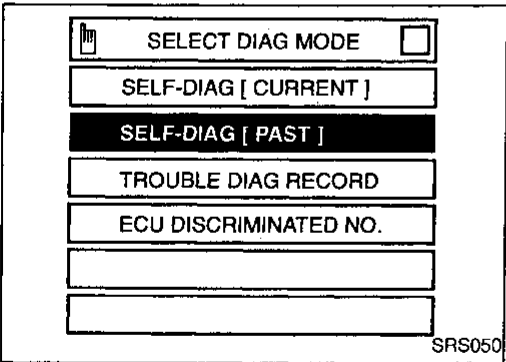 SELECT DIAG MODE
SELF-DIAG [ CURRENT ]
SELF-DIAG [ PAST ]
TROUBLE DIAG RECORD
ECU DISCRIMINATED NO.
SRS050